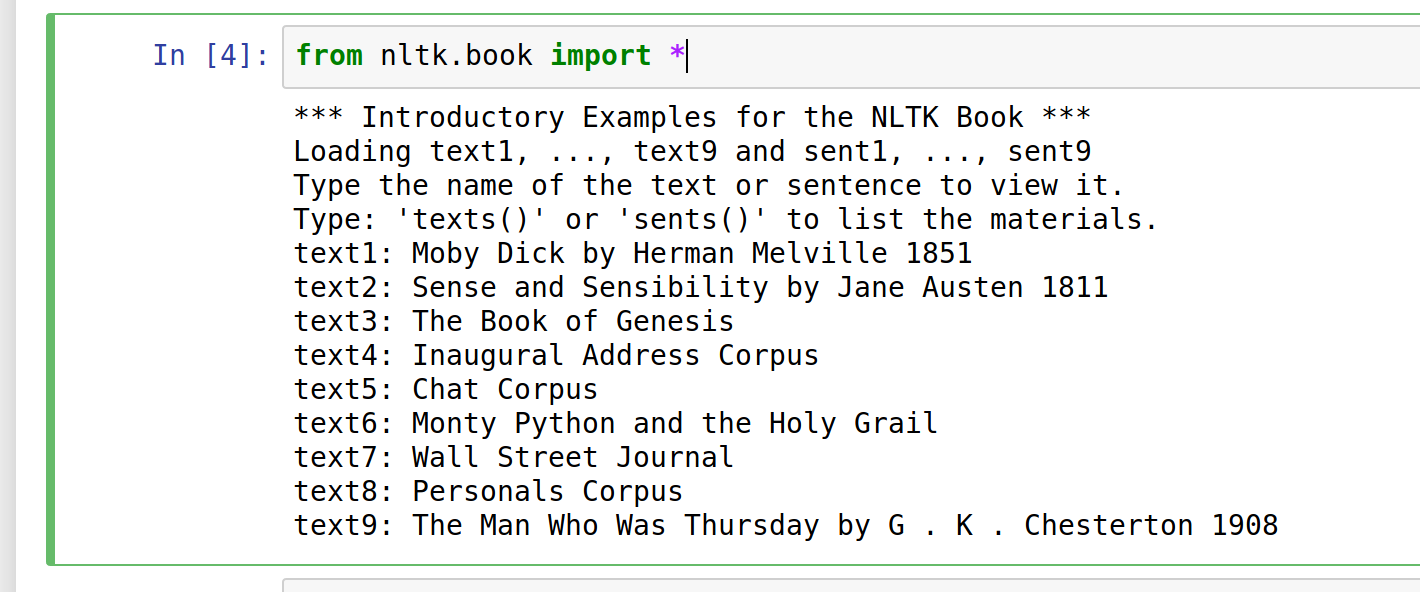 In [4]: from nltk.book import *
*** Introductory Examples for the NLTK Book ***
Loading text1, ..., text9 and sent1, ..., sent9
Type the name of the text or sentence to view it.
Type: 'texts()' or 'sents()' to list the materials.
text1: Moby Dick by Herman Melville 1851
text2: Sense and Sensibility by Jane Austen 1811
text3: The Book of Genesis
text4: Inaugural Address Corpus
text5: Chat Corpus
text6: Monty Python and the Holy Grail
text7: Wall Street Journal
text8: Personals Corpus
text9: The Man Who Was Thursday by G . K . Chesterton 1908